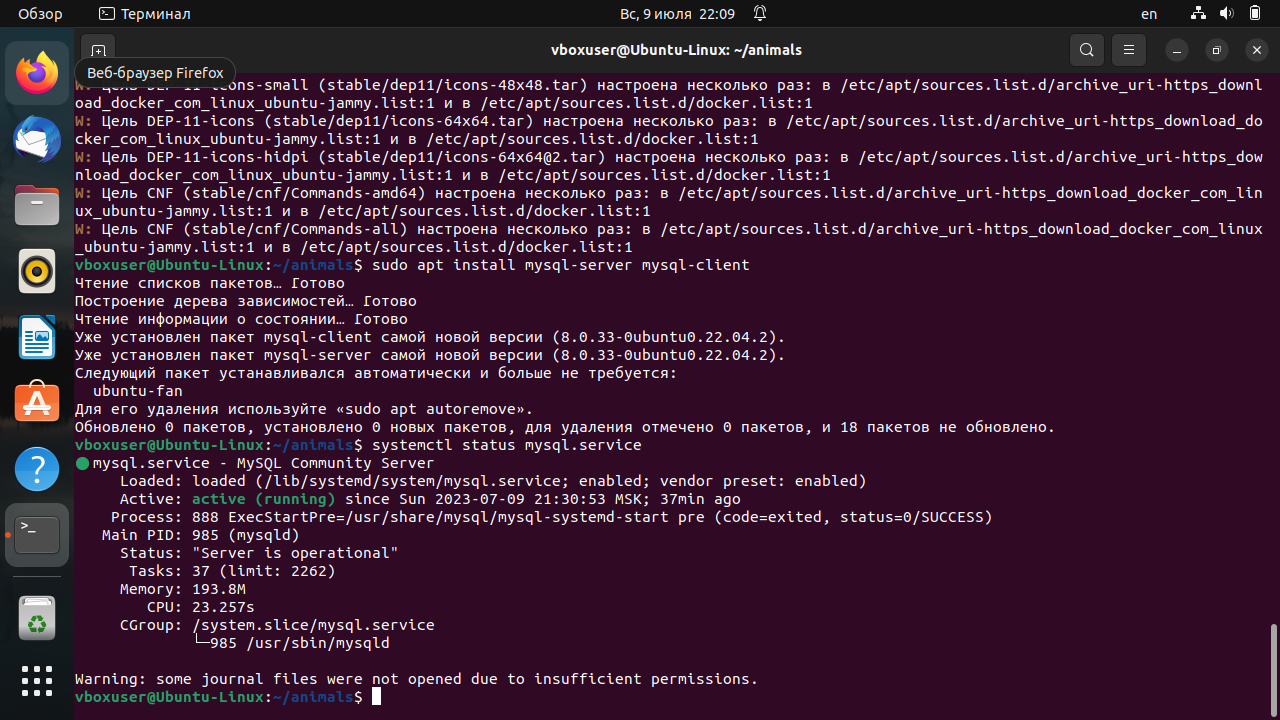 Обзор
Терминал
Вс, 9 июля 22:09
en
vboxuser@Ubuntu-Linux: ~/animals
Веб-браузер Firefox
W: Цель DEP-11-icons-small (stable/dep11/icons-48x48.tar) настроена несколько раз: в /etc/apt/sources.list.d/archive_uri-https_downl
oad_docker_com_linux_ubuntu-jammy.list:1 и в /etc/apt/sources.list.d/docker.list:1
W: Цель DEP-11-icons (stable/dep11/icons-64x64.tar) настроена несколько раз: в /etc/apt/sources.list.d/archive_uri-https_download_do
cker_com_linux_ubuntu-jammy.list:1 и в /etc/apt/sources.list.d/docker.list:1
W: Цель DEP-11-icons-hidpi (stable/dep11/icons-64x64@2.tar) настроена несколько раз: в /etc/apt/sources.list.d/archive_uri-https_dow
nload_docker_com_linux_ubuntu-jammy.list:1 и в /etc/apt/sources.list.d/docker.list:1
W: Цель CNF (stable/cnf/Commands-amd64) настроена несколько раз: в /etc/apt/sources.list.d/archive_uri-https_download_docker_com_lin
ux_ubuntu-jammy.list:1 и в /etc/apt/sources.list.d/docker.list:1
W: Цель CNF (stable/cnf/Commands-all) настроена несколько раз: в /etc/apt/sources.list.d/archive_uri-https_download_docker_com_linux
_ubuntu-jammy.list:1 и в /etc/apt/sources.list.d/docker.list:1
vboxuser@Ubuntu-Linux:~/animals$ sudo apt install mysql-server mysql-client
Чтение списков пакетов… Готово
Построение дерева зависимостей… Готово
Чтение информации о состоянии… Готово
Уже установлен пакет mysql-client самой новой версии (8.0.33-0ubuntu0.22.04.2).
Уже установлен пакет mysql-server самой новой версии (8.0.33-0ubuntu0.22.04.2).
Следующий пакет устанавливался автоматически и больше не требуется:
  ubuntu-fan
Для его удаления используйте «sudo apt autoremove».
Обновлено 0 пакетов, установлено 0 новых пакетов, для удаления отмечено 0 пакетов, и 18 пакетов не обновлено.
vboxuser@Ubuntu-Linux:~/animals$ systemctl status mysql.service
● mysql.service - MySQL Community Server
     Loaded: loaded (/lib/systemd/system/mysql.service; enabled; vendor preset: enabled)
     Active: active (running) since Sun 2023-07-09 21:30:53 MSK; 37min ago
    Process: 888 ExecStartPre=/usr/share/mysql/mysql-systemd-start pre (code=exited, status=0/SUCCESS)
   Main PID: 985 (mysqld)
     Status: "Server is operational"
      Tasks: 37 (limit: 2262)
     Memory: 193.8M
        CPU: 23.257s
     CGroup: /system.slice/mysql.service
             └─985 /usr/sbin/mysqld
Warning: some journal files were not opened due to insufficient permissions.
vboxuser@Ubuntu-Linux:~/animals$